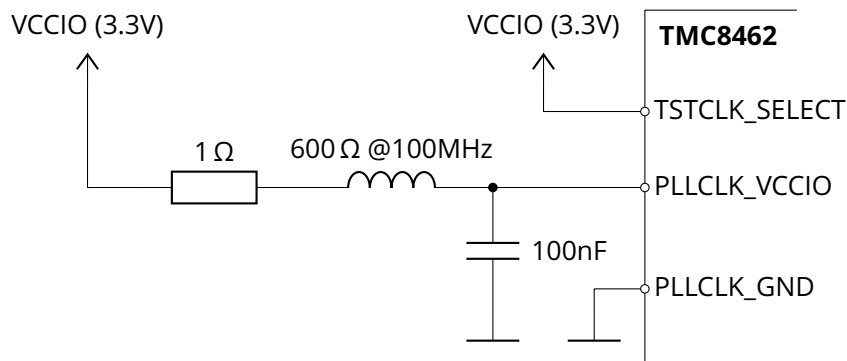 VCCIO (3.3V)
VCCIO (3.3V)
TMC8462
TSTCLK_SELECT
1 Ω
600 Ω @100MHz
PLLCLK_VCCIO
100nF
PLLCLK_GND